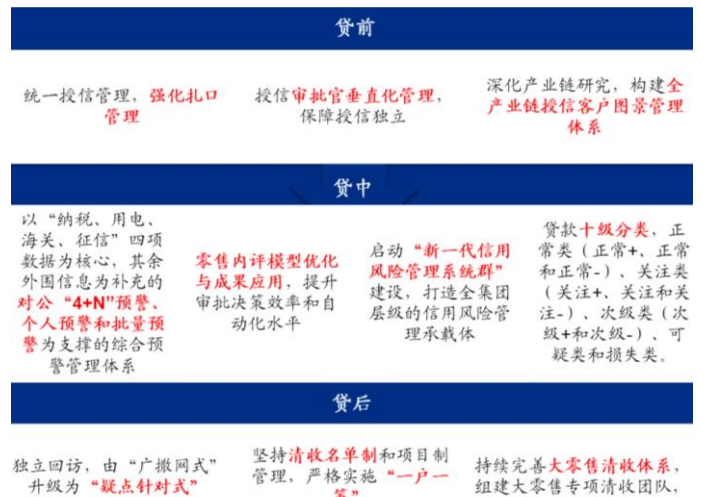 贷前
统一授信管理，强化扎口
管理
授信审批官垂直化管理，
保障授信独立
深化产业链研究，构建全
产业链授信客户图景管理
体系
贷中
以“纳税、用电、
海关、征信”四项
数据为核心，其余
外围信息为补充的
对公“4+N”预警、
个人预警和批量预
警为支撑的综合预
警管理体系
零售内评模型优化
与成果应用，提升
审批决策效率和自
动化水平
启动“新一代信用
风险管理系统群”
建设，打造全集团
层级的信用风险管
理承载体
贷款十级分类，正
常类（正常+、正常
和正常-）、关注类
（关注+、关注和关
注-）、次级类（次
级+和次级-）、可
疑类和损失类。
贷后
独立回访，由“广撒网式”
升级为“疑点针对式”
坚持清收名单制和项目制
管理，严格实施“一户一
策”
持续完善大零售清收体系，
组建大零售专项清收团队，